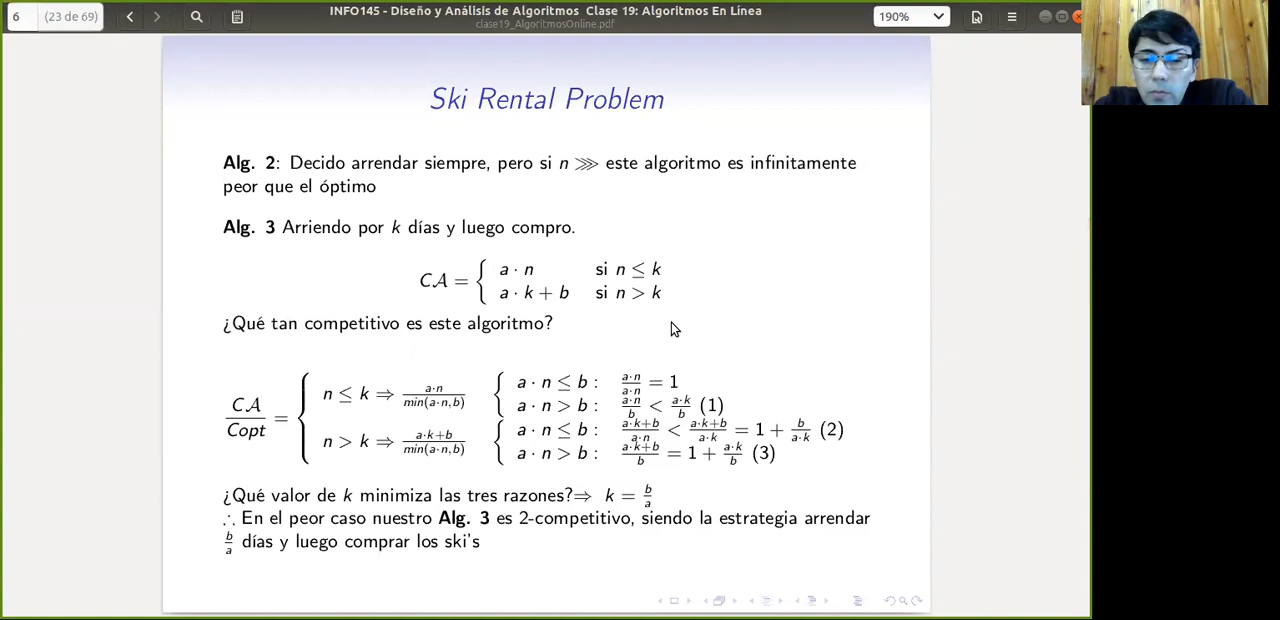 6 (23 de 69)
INFO145 - Diseño y Análisis de Algoritmos Clase 19: Algoritmos En Línea
clase19_AlgoritmosOnline.pdf
190%
Ski Rental Problem
Alg. 2: Decido arrendar siempre, pero si n ⋙ este algoritmo es infinitamente
peor que el óptimo
Alg. 3 Arriendo por k días y luego compro.
CA = { a · n si n ≤ k
a · k + b si n > k
¿Qué tan competitivo es este algoritmo?
CA/Copt = { n ≤ k ⇒ a·n/min(a·n,b) { a · n ≤ b : a·n/a·n = 1
a · n > b : a·n/b < a·k/b (1)
n > k ⇒ a·k+b/min(a·n,b) { a · n ≤ b : a·k+b/a·n < a·k+b/a·k = 1 + b/a·k (2)
a · n > b : a·k+b/b = 1 + a·k/b (3)
¿Qué valor de k minimiza las tres razones?⇒ k = b/a
∴ En el peor caso nuestro Alg. 3 es 2-competitivo, siendo la estrategia arrendar
b/a días y luego comprar los ski's